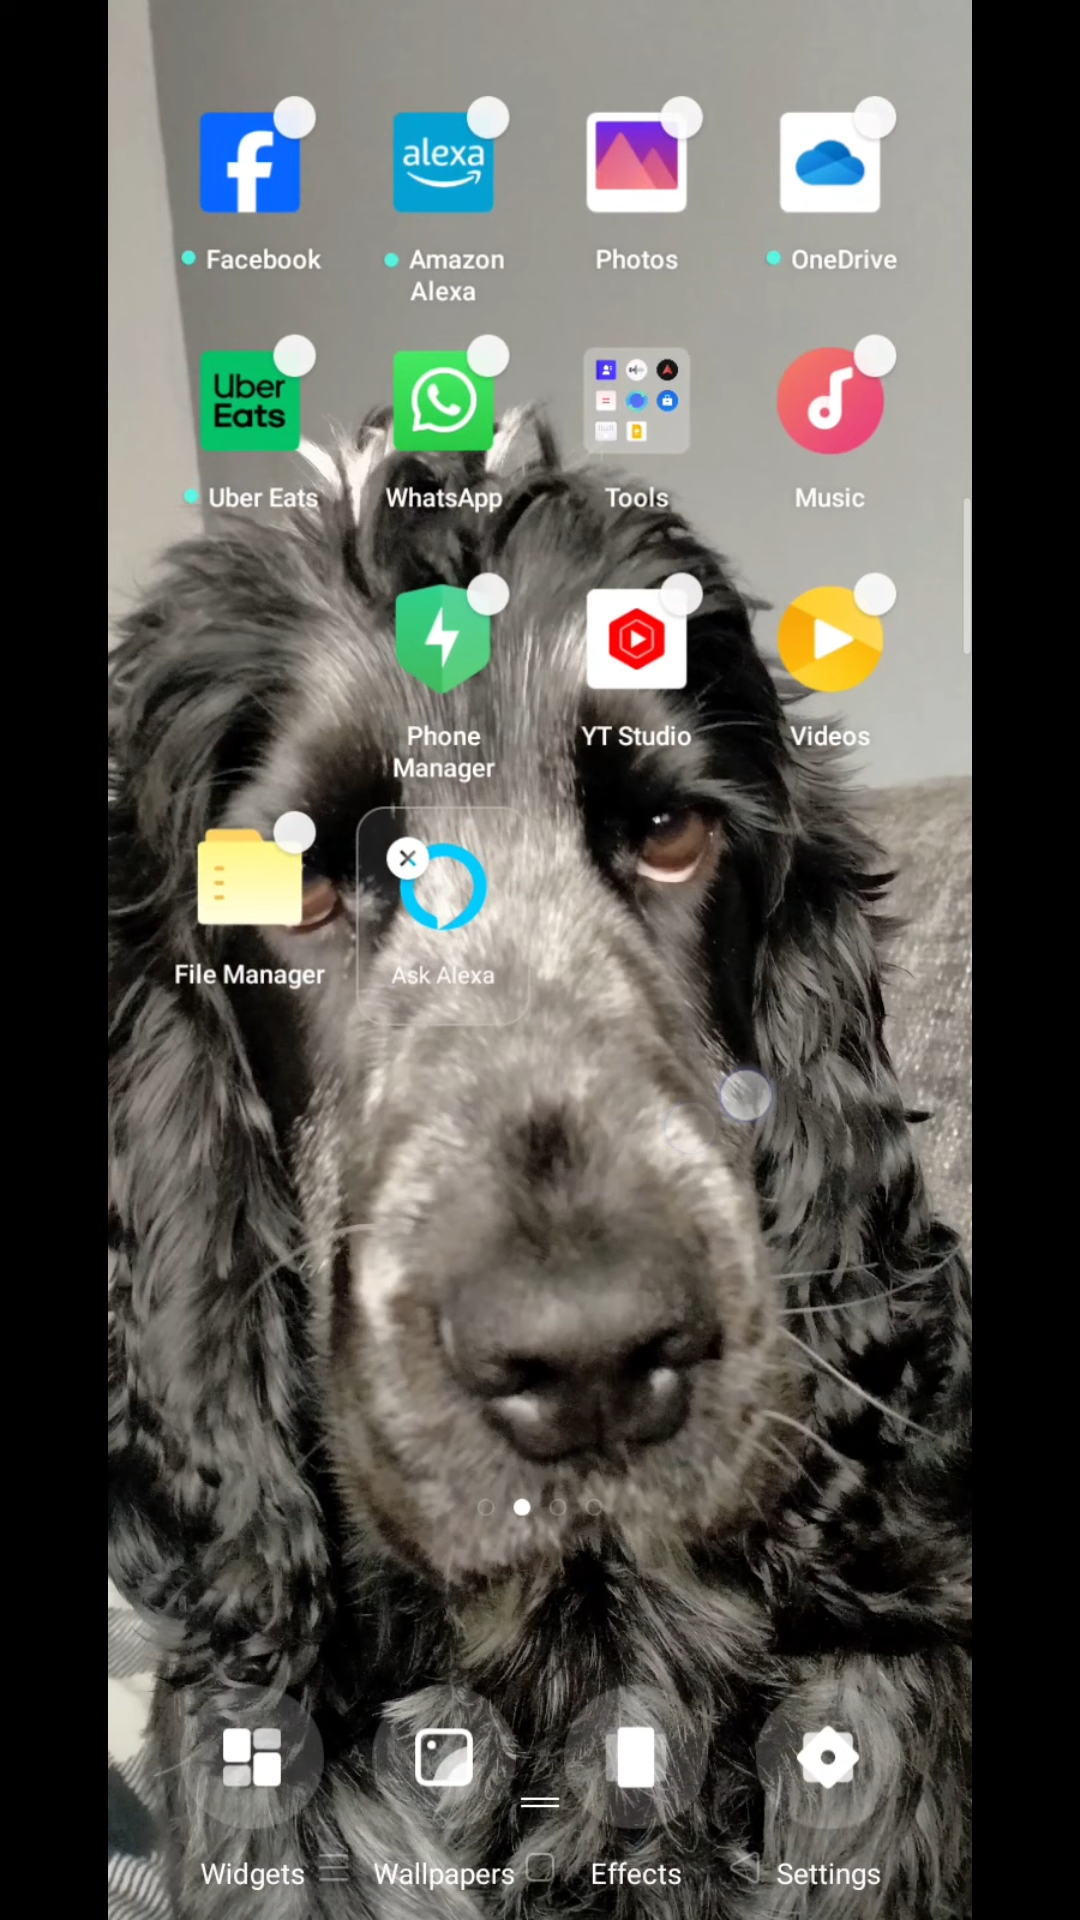 alexa
Facebook
Amazon
Alexa
Photos
OneDrive
Uber
Eats
Uber Eats
WhatsApp
Tools
Music
Phone
Manager
YT Studio
Videos
File Manager
Ask Alexa
Widgets
Wallpapers
Effects
Settings